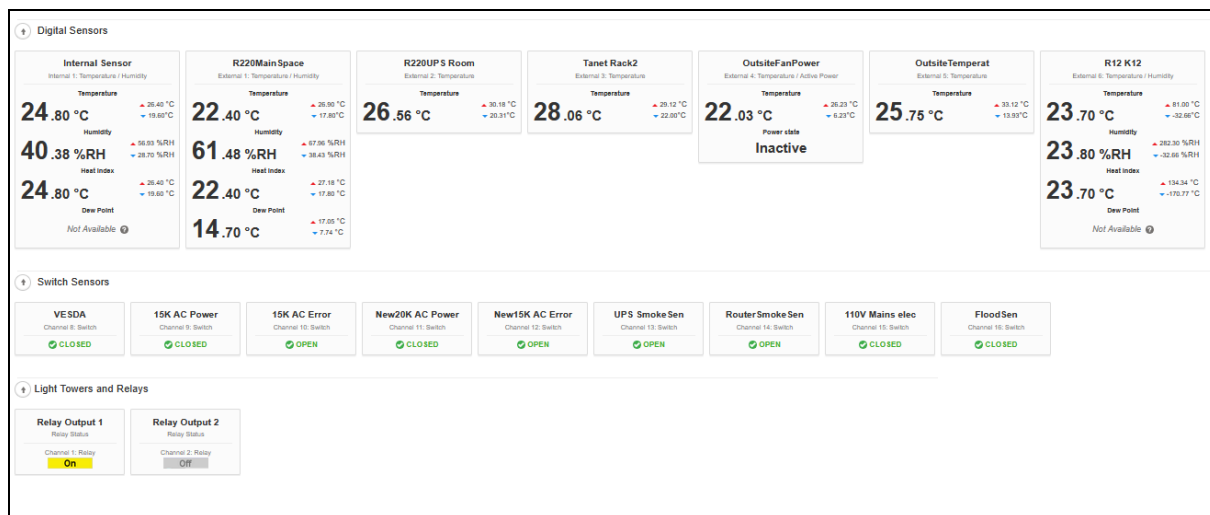 Digital Sensors
Internal Sensor
Internal 1: Temperature / Humidity
Temperature
24.80 °C
26.40 °C
19.60°C
Humidity
40.38 %RH
56.93 %RH
28.70 %RH
Heat Index
24.80 °C
26.40 °C
19.60 °C
Dew Point
Not Available
R220MainSpace
External 1: Temperature / Humidity
Temperature
22.40 °C
26.90 °C
17.80°C
Humidity
61.48 %RH
67.96 %RH
38.43 %RH
Heat Index
22.40 °C
27.18 °C
17.80 °C
Dew Point
14.70 °C
17.05 °C
7.74 °C
R220UPS Room
External 2: Temperature
Temperature
26.56 °C
30.18 °C
20.31°C
Tanet Rack2
External 3: Temperature
Temperature
28.06 °C
29.12 °C
22.00°C
OutsiteFanPower
External 4: Temperature / Active Power
Temperature
22.03 °C
26.23 °C
6.23°C
Power state
Inactive
OutsiteTemperat
External 5: Temperature
Temperature
25.75 °C
33.12 °C
13.93°C
R12 K12
External 6: Temperature / Humidity
Temperature
23.70 °C
81.00 °C
-32.66°C
Humidity
23.80 %RH
282.30 %RH
-32.66 %RH
Heat Index
23.70 °C
134.34 °C
-170.77 °C
Dew Point
Not Available
Switch Sensors
VESDA
Channel 8: Switch
CLOSED
15K AC Power
Channel 9: Switch
CLOSED
15K AC Error
Channel 10: Switch
OPEN
New20K AC Power
Channel 11: Switch
CLOSED
New15K AC Error
Channel 12: Switch
OPEN
UPS SmokeSen
Channel 13: Switch
OPEN
RouterSmokeSen
Channel 14: Switch
OPEN
110V Mains elec
Channel 15: Switch
CLOSED
FloodSen
Channel 16: Switch
CLOSED
Light Towers and Relays
Relay Output 1
Relay Status
Channel 1: Relay
On
Relay Output 2
Relay Status
Channel 2: Relay
Off